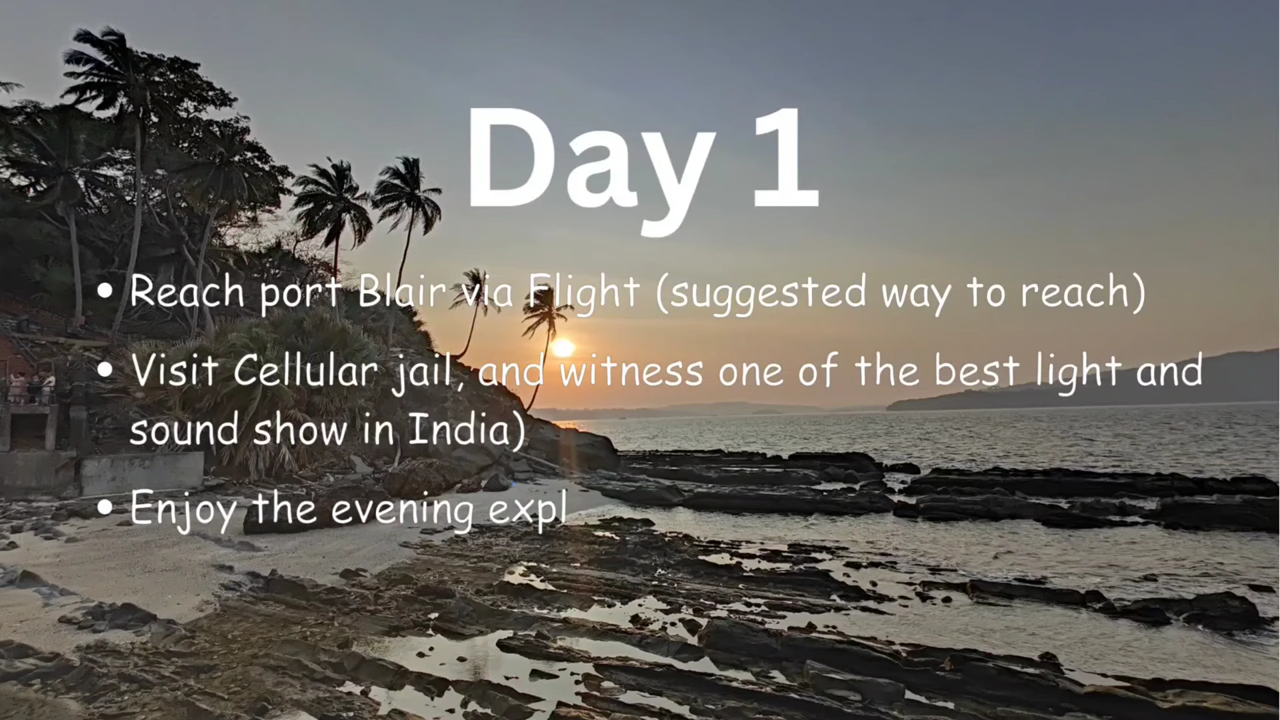 Day 1
• Reach port Blair via Flight (suggested way to reach)
• Visit Cellular jail, and witness one of the best light and
sound show in India)
• Enjoy the evening expl